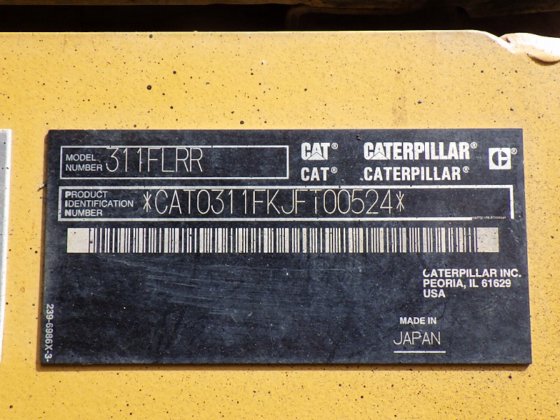 MODEL NUMBER 311FLRR
CAT® CATERPILLAR®
CAT® CATERPILLAR®
PRODUCT IDENTIFICATION NUMBER *CAT0311FKJFT00524*
CATERPILLAR INC.
PEORIA, IL 61629
USA
MADE IN
JAPAN
239-6986X-3